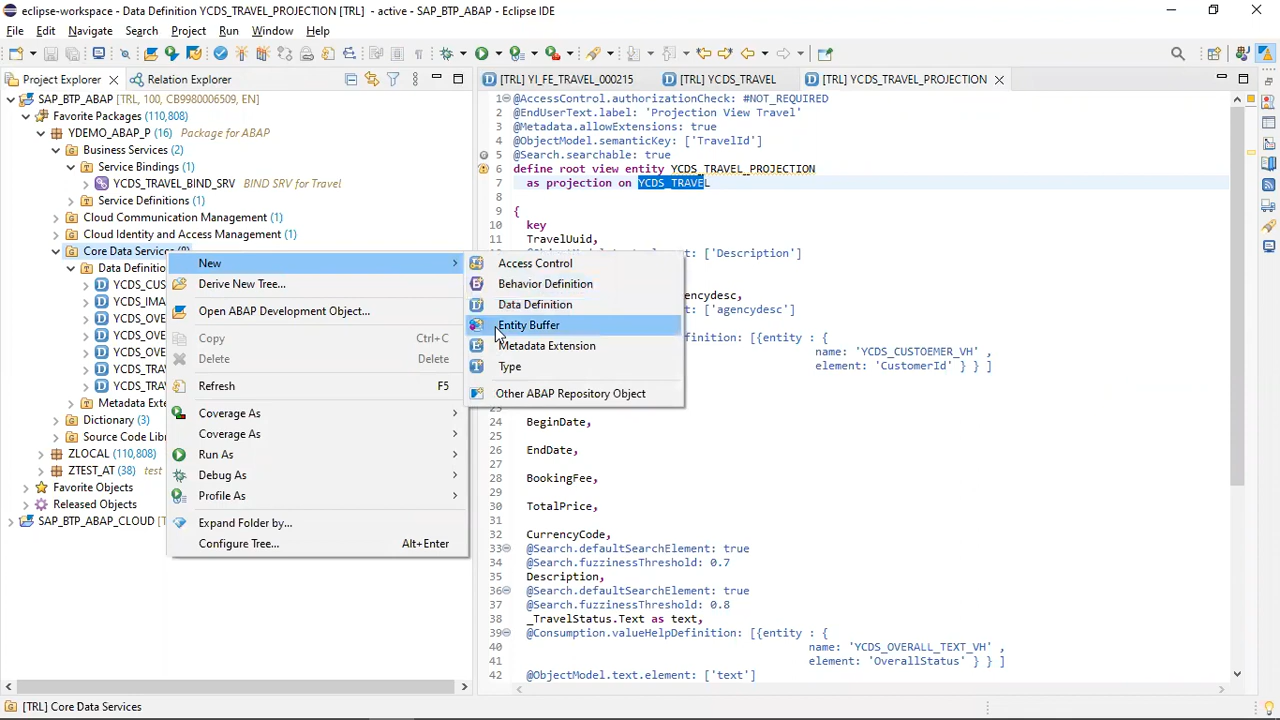 eclipse-workspace - Data Definition YCDS_TRAVEL_PROJECTION [TRL] - active - SAP_BTP_ABAP - Eclipse IDE
File Edit Navigate Search Project Run Window Help
Project Explorer
Relation Explorer
[TRL] YI_FE_TRAVEL_000215
[TRL] YCDS_TRAVEL
[TRL] YCDS_TRAVEL_PROJECTION
SAP_BTP_ABAP [TRL, 100, CB9980006509, EN]
Favorite Packages (110,808)
YDEMO_ABAP_P (16) Package for ABAP
Business Services (2)
Service Bindings (1)
YCDS_TRAVEL_BIND_SRV BIND SRV for Travel
Service Definitions (1)
Cloud Communication Management (1)
Cloud Identity and Access Management (1)
Core Data Services
Data Definitio
YCDS_CUS
YCDS_IMA
YCDS_OVE
YCDS_OVE
YCDS_OVE
YCDS_TRA
YCDS_TRA
Metadata Exte
Dictionary (3)
Source Code Libr
ZLOCAL (110,808)
ZTEST_AT (38) test
Favorite Objects
Released Objects
SAP_BTP_ABAP_CLOUD [T
New
Derive New Tree...
Open ABAP Development Object...
Copy Ctrl+C
Delete Delete
Refresh F5
Coverage As
Coverage As
Run As
Debug As
Profile As
Expand Folder by...
Configure Tree... Alt+Enter
Access Control
Behavior Definition
Data Definition
Entity Buffer
Metadata Extension
Type
Other ABAP Repository Object
1 @AccessControl.authorizationCheck: #NOT_REQUIRED
2 @EndUserText.label: 'Projection View Travel'
3 @Metadata.allowExtensions: true
4 @ObjectModel.semanticKey: ['TravelId']
5 @Search.searchable: true
6 define root view entity YCDS_TRAVEL_PROJECTION
7 as projection on YCDS_TRAVEL
8
9 {
10 key
11 TravelUuid,
: ['Description']
gencydesc,
: ['agencydesc']
inition: [{entity : {
name: 'YCDS_CUSTOEMER_VH' ,
element: 'CustomerId' } } ]
24 BeginDate,
25
26 EndDate,
27
28 BookingFee,
29
30 TotalPrice,
31
32 CurrencyCode,
33 @Search.defaultSearchElement: true
34 @Search.fuzzinessThreshold: 0.7
35 Description,
36 @Search.defaultSearchElement: true
37 @Search.fuzzinessThreshold: 0.8
38 _TravelStatus.Text as text,
39 @Consumption.valueHelpDefinition: [{entity : {
40 name: 'YCDS_OVERALL_TEXT_VH' ,
41 element: 'OverallStatus' } } ]
42 @ObjectModel.text.element: ['text']
[TRL] Core Data Services